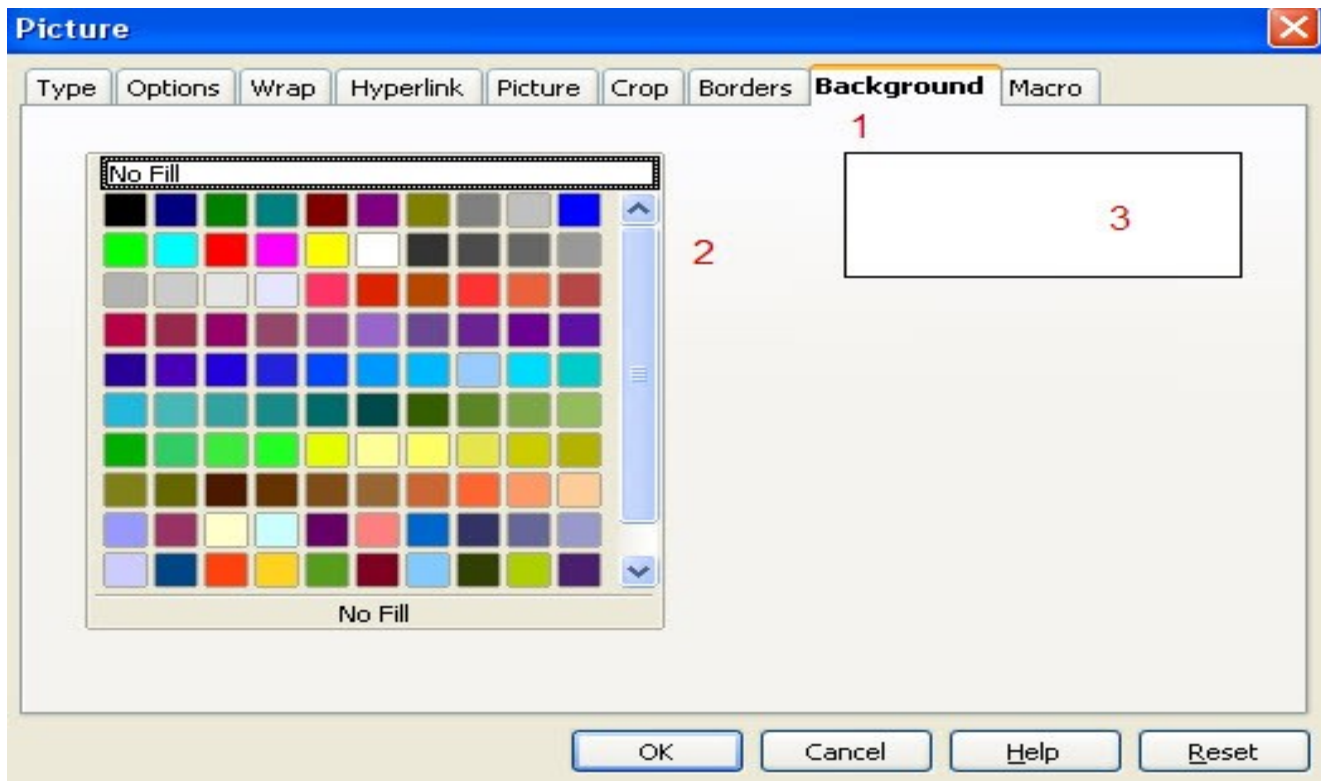 Picture
Type Options Wrap Hyperlink Picture Crop Borders Background Macro
1
No Fill
2
3
No Fill
OK Cancel Help Reset